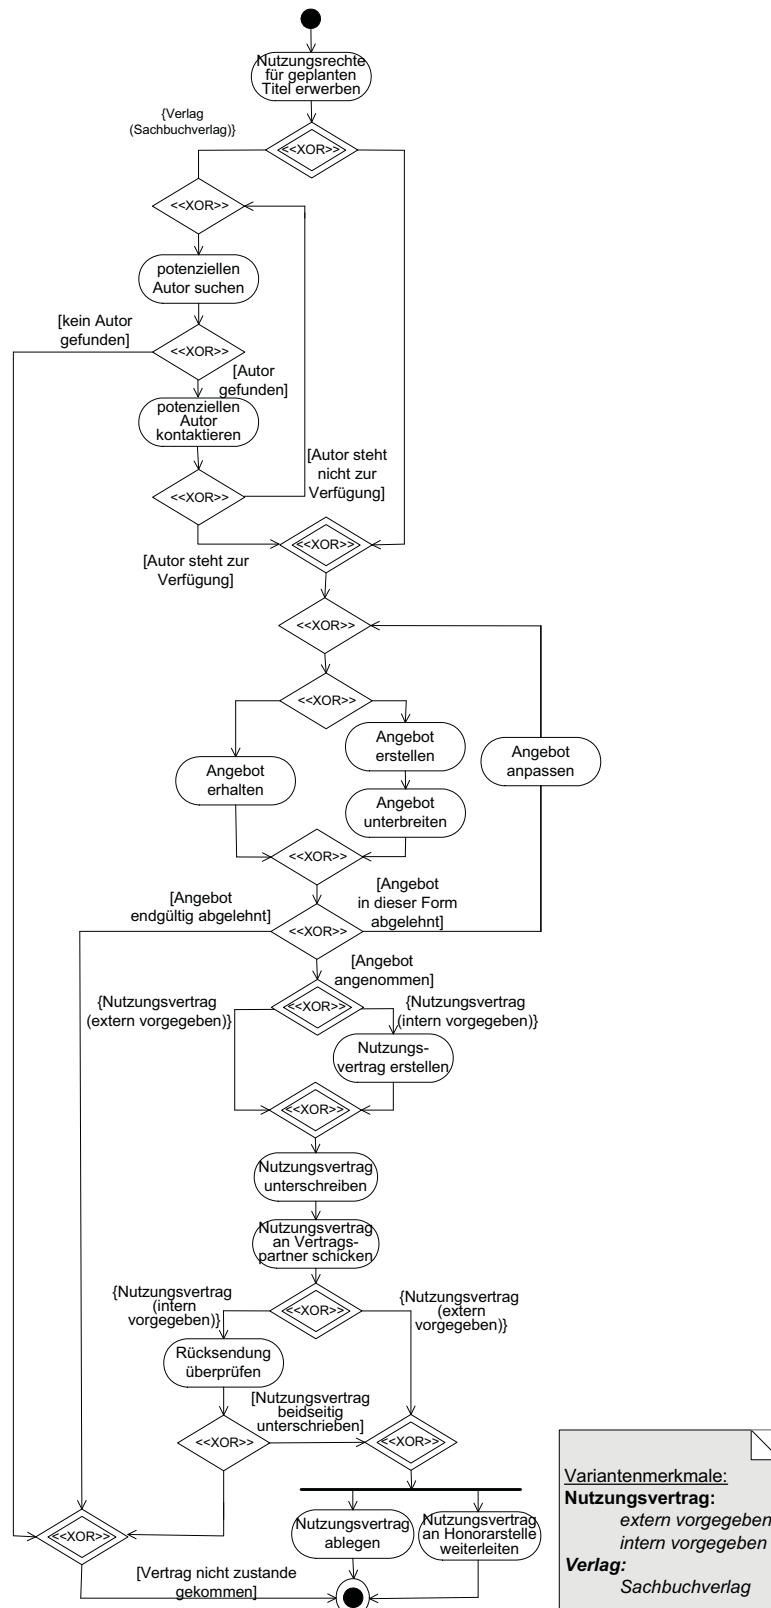 Nutzungsrechte
für geplanten
Titel erwerben
{Verlag
(Sachbuchverlag)}
<<XOR>>
<<XOR>>
potenziellen
Autor suchen
[kein Autor
gefunden]
<<XOR>>
[Autor
gefunden]
potenziellen
Autor
kontaktieren
[Autor steht
nicht zur
Verfügung]
<<XOR>>
[Autor steht zur
Verfügung]
<<XOR>>
<<XOR>>
<<XOR>>
Angebot
erstellen
Angebot
anpassen
Angebot
erhalten
Angebot
unterbreiten
<<XOR>>
[Angebot
endgültig abgelehnt]
[Angebot
in dieser Form
abgelehnt]
<<XOR>>
[Angebot
angenommen]
{Nutzungsvertrag
(extern vorgegeben)}
<<XOR>>
{Nutzungsvertrag
(intern vorgegeben)}
Nutzungs-
vertrag erstellen
<<XOR>>
Nutzungsvertrag
unterschreiben
Nutzungsvertrag
an Vertrags-
partner schicken
{Nutzungsvertrag
(intern
vorgegeben)}
<<XOR>>
{Nutzungsvertrag
(extern
vorgegeben)}
Rücksendung
überprüfen
[Nutzungsvertrag
beidseitig
unterschrieben]
<<XOR>>
<<XOR>>
<<XOR>>
Nutzungsvertrag
ablegen
Nutzungsvertrag
an Honorarstelle
weiterleiten
[Vertrag nicht zustande
gekommen]
Variantenmerkmale:
Nutzungsvertrag:
extern vorgegeben
intern vorgegeben
Verlag:
Sachbuchverlag